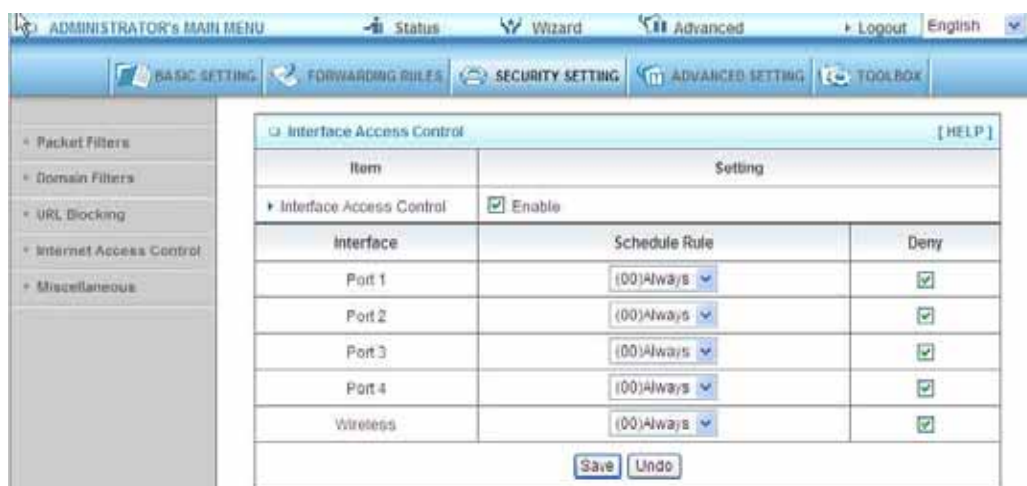 ADMINISTRATOR's MAIN MENU Status Wizard Advanced Logout English
BASIC SETTING FORWARDING RULES SECURITY SETTING ADVANCED SETTING TOOLBOX
Packet Filters
Domain Filters
URL Blocking
Internet Access Control
Miscellaneous
Interface Access Control [HELP]
Item Setting
Interface Access Control Enable
Interface Schedule Rule Deny
Port 1 (00)Always
Port 2 (00)Always
Port 3 (00)Always
Port 4 (00)Always
Wireless (00)Always
Save Undo